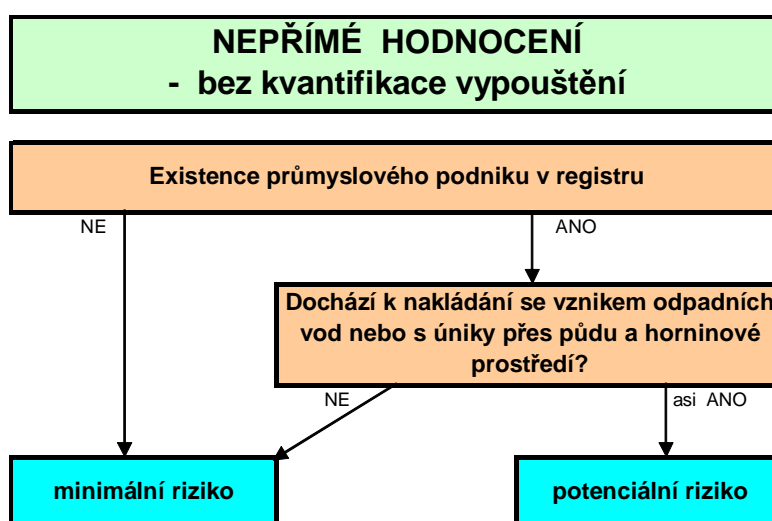 NEPŘÍMÉ HODNOCENÍ
- bez kvantifikace vypouštění
Existence průmyslového podniku v registru
NE
ANO
Dochází k nakládání se vznikem odpadních
vod nebo s úniky přes půdu a horninové
prostředí?
NE
asi ANO
minimální riziko
potenciální riziko